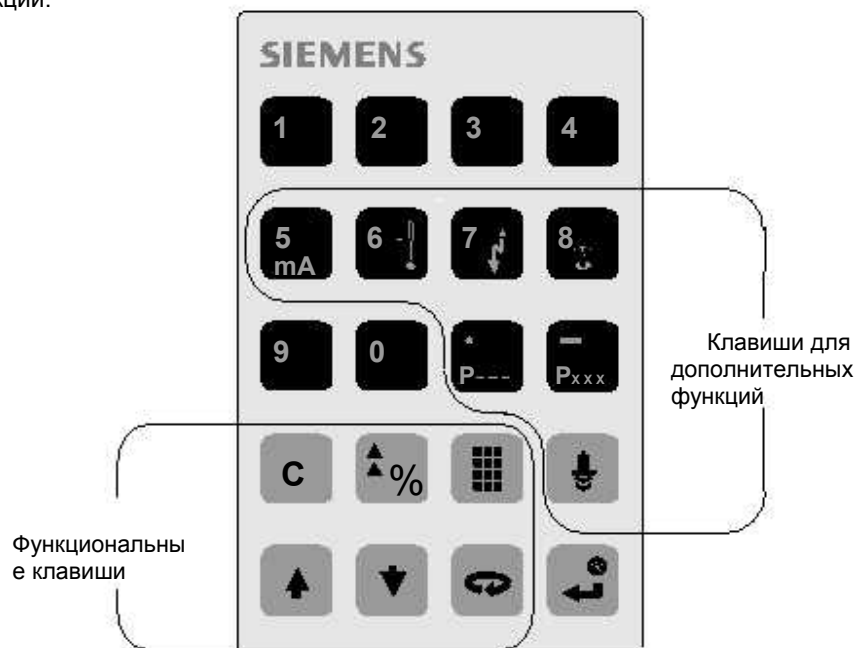 кции.
SIEMENS
1 2 3 4
5 6 7 8
mA
9 0 * –
P--- Pxxx
Клавиши для
дополнительных
функций
C %
Функциональны
е клавиши